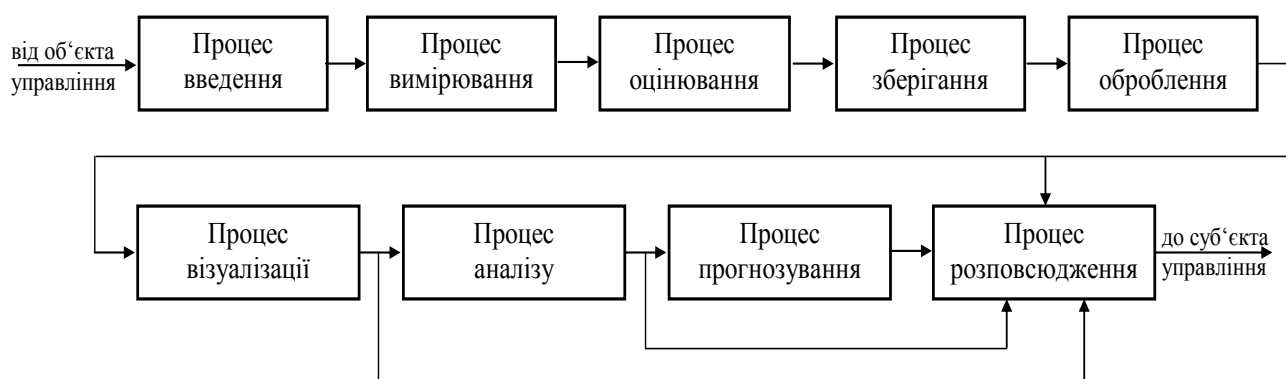 від об‘єкта
управління
Процес
введення
Процес
вимірювання
Процес
оцінювання
Процес
зберігання
Процес
оброблення
Процес
візуалізації
Процес
аналізу
Процес
прогнозування
Процес
розповсюдження
до суб‘єкта
управління